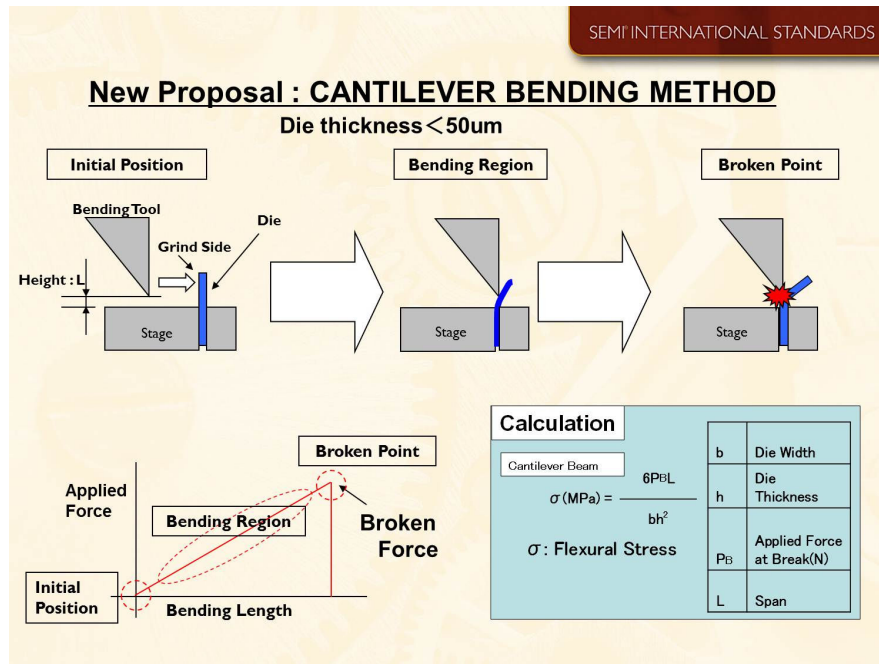 SEMI® INTERNATIONAL STANDARDS
New Proposal : CANTILEVER BENDING METHOD
Die thickness＜50um
Initial Position
Bending Region
Broken Point
Bending Tool
Die
Grind Side
Height : L
Stage
Stage
Stage
Applied
Force
Bending Region
Broken Point
Broken
Force
Initial
Position
Bending Length
Calculation
Cantilever Beam
σ(MPa) = 6PBL
bh²
σ: Flexural Stress
b Die Width
h Die
Thickness
PB Applied Force
at Break(N)
L Span